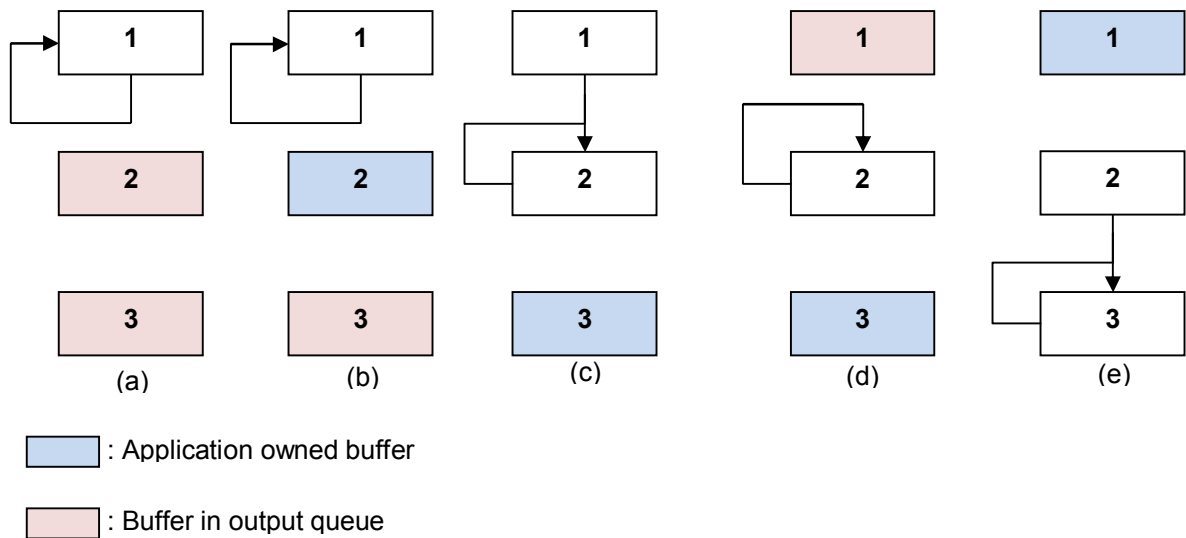 1 1 1 1 1
2 2 2 2 2
3 3 3 3 3
(a) (b) (c) (d) (e)
: Application owned buffer
: Buffer in output queue